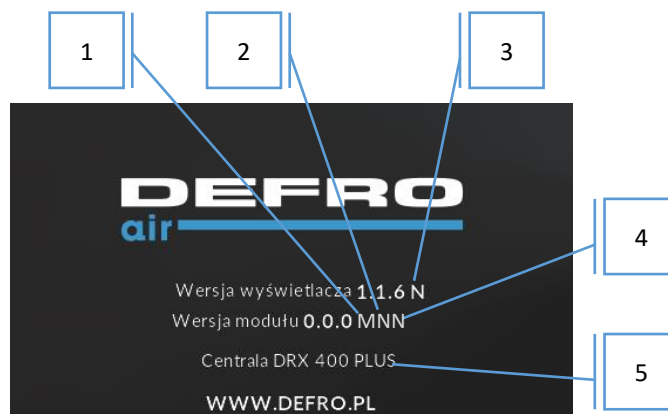 1 2 3
DEFRO
air
Wersja wyświetlacza 1.1.6 N
4
Wersja modułu 0.0.0 MNN
Centrala DRX 400 PLUS
5
WWW.DEFRO.PL